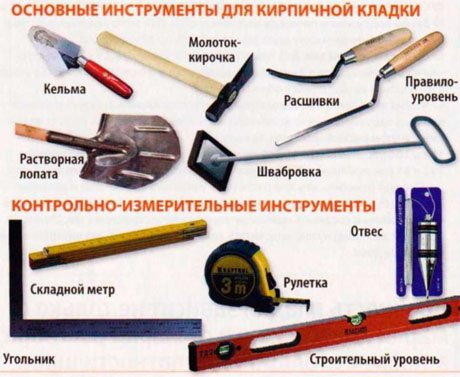 ОСНОВНЫЕ ИНСТРУМЕНТЫ ДЛЯ КИРПИЧНОЙ КЛАДКИ
Молоток-
кирочка
Кельма
Расшивки
Правило-
уровень
Растворная
лопата
Швабровка
КОНТРОЛЬНО-ИЗМЕРИТЕЛЬНЫЕ ИНСТРУМЕНТЫ
Отвес
Складной метр
Рулетка
3
m
Угольник
Строительный уровень